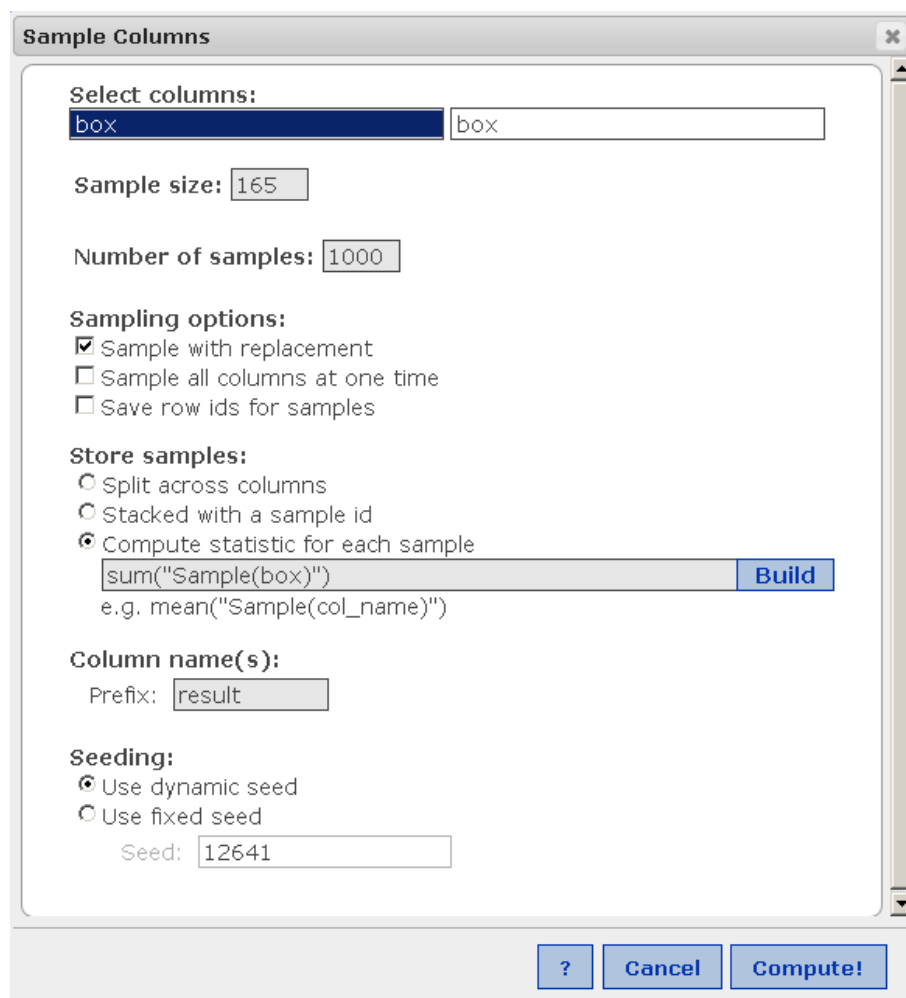 Sample Columns
Select columns:
box box
Sample size: 165
Number of samples: 1000
Sampling options:
Sample with replacement
Sample all columns at one time
Save row ids for samples
Store samples:
Split across columns
Stacked with a sample id
Compute statistic for each sample
sum("Sample(box)") Build
e.g. mean("Sample(col_name)")
Column name(s):
Prefix: result
Seeding:
Use dynamic seed
Use fixed seed
Seed: 12641
? Cancel Compute!